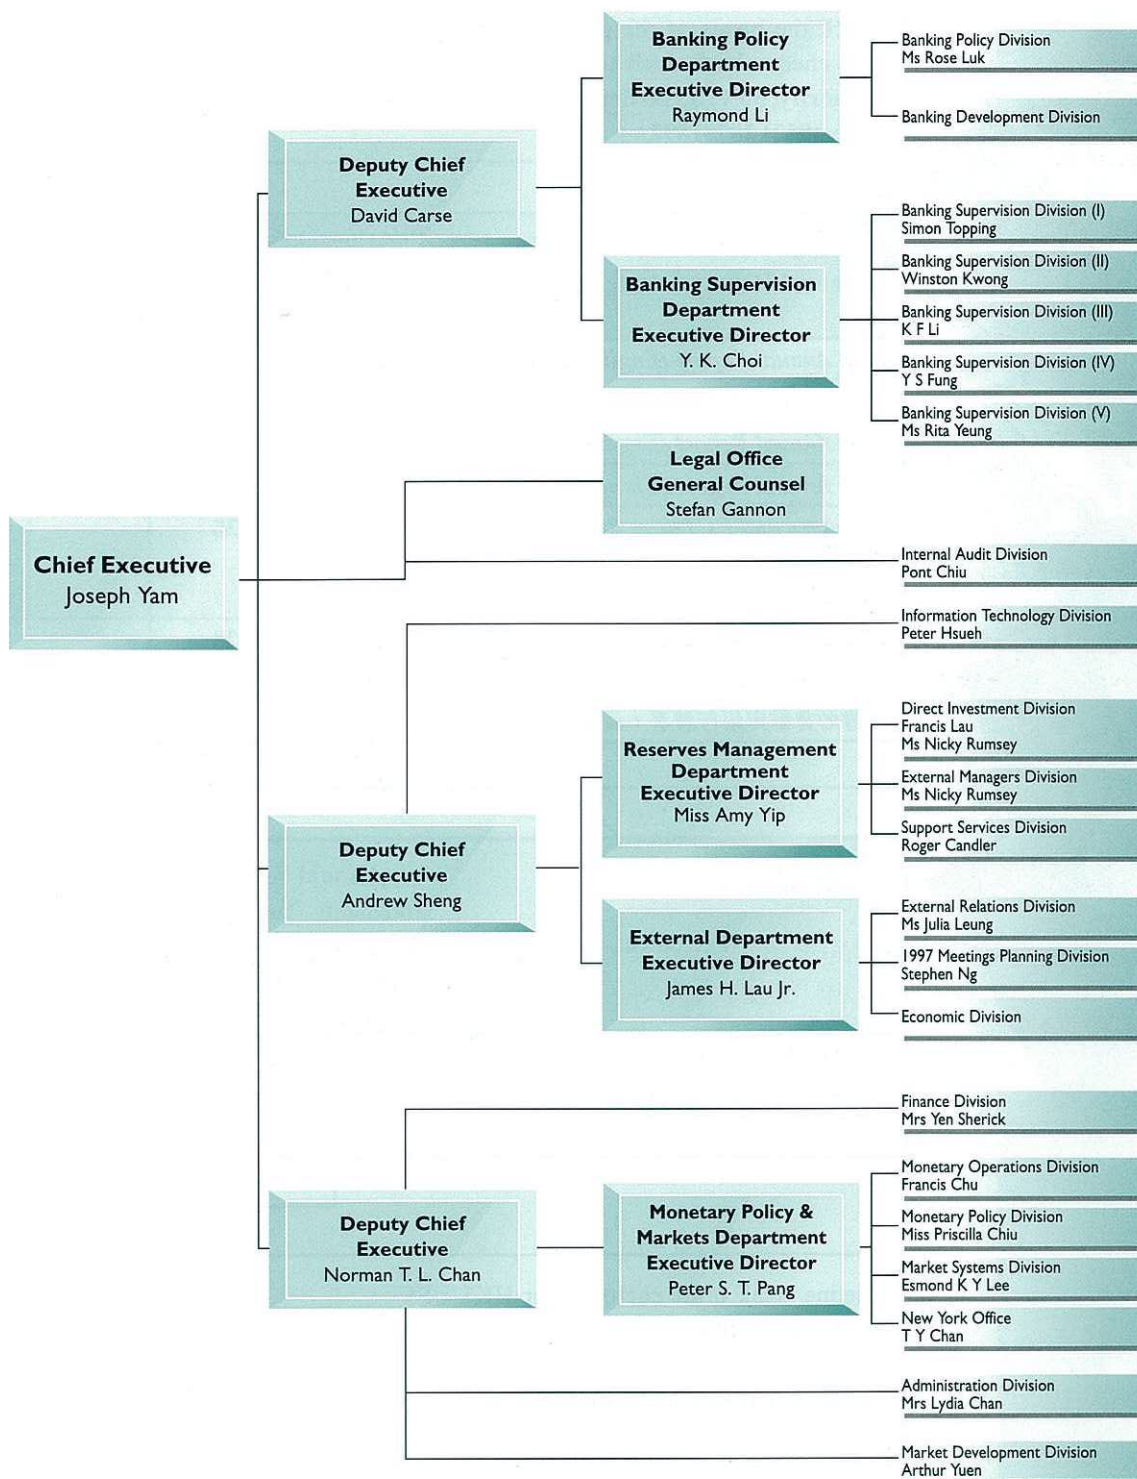 Banking Policy
Department
Executive Director
Raymond Li
Banking Policy Division
Ms Rose Luk
Banking Development Division
Deputy Chief
Executive
David Carse
Banking Supervision
Department
Executive Director
Y. K. Choi
Banking Supervision Division (I)
Simon Topping
Banking Supervision Division (II)
Winston Kwong
Banking Supervision Division (III)
K F Li
Banking Supervision Division (IV)
Y S Fung
Banking Supervision Division (V)
Ms Rita Yeung
Legal Office
General Counsel
Stefan Gannon
Chief Executive
Joseph Yam
Internal Audit Division
Pont Chiu
Information Technology Division
Peter Hsueh
Reserves Management
Department
Executive Director
Miss Amy Yip
Direct Investment Division
Francis Lau
Ms Nicky Rumsey
External Managers Division
Ms Nicky Rumsey
Support Services Division
Roger Candler
Deputy Chief
Executive
Andrew Sheng
External Department
Executive Director
James H. Lau Jr.
External Relations Division
Ms Julia Leung
1997 Meetings Planning Division
Stephen Ng
Economic Division
Finance Division
Mrs Yen Sherick
Deputy Chief
Executive
Norman T. L. Chan
Monetary Policy &
Markets Department
Executive Director
Peter S. T. Pang
Monetary Operations Division
Francis Chu
Monetary Policy Division
Miss Priscilla Chiu
Market Systems Division
Esmond K Y Lee
New York Office
T Y Chan
Administration Division
Mrs Lydia Chan
Market Development Division
Arthur Yuen